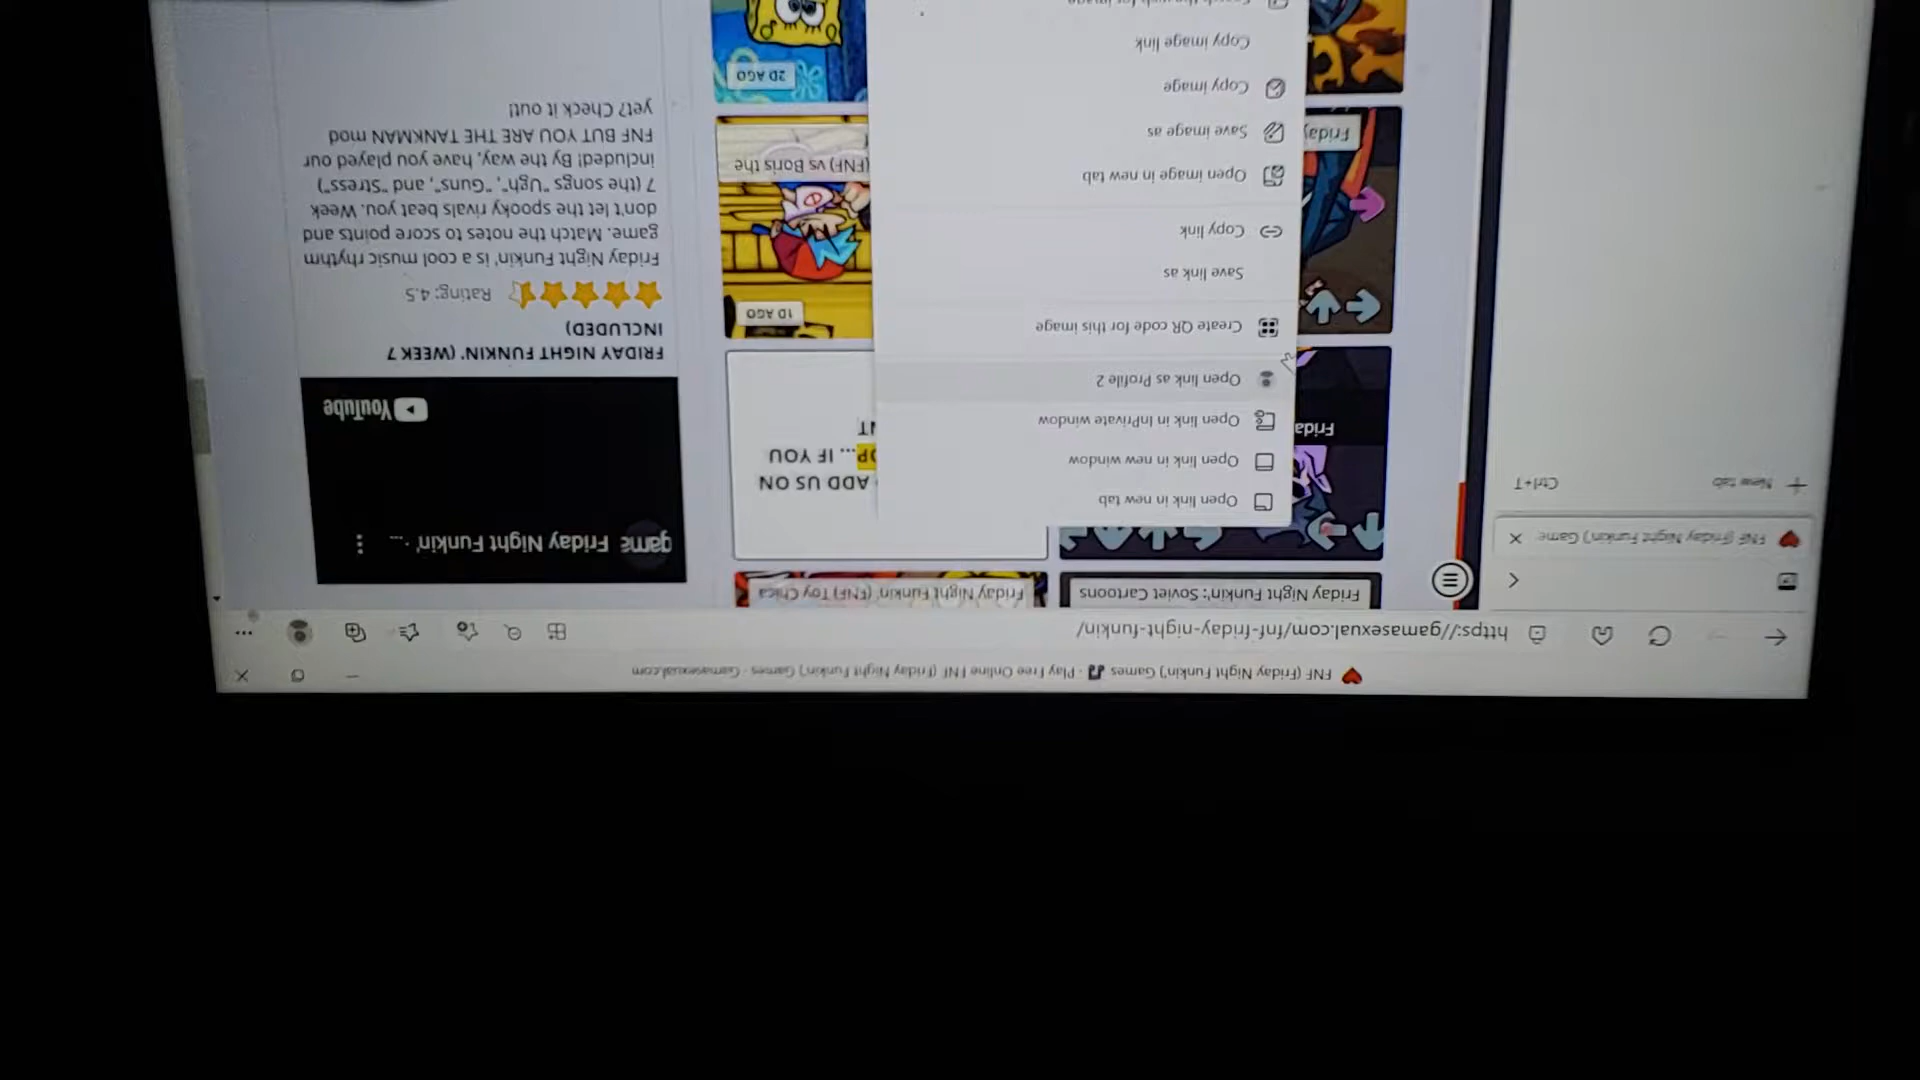 FNF (Friday Night Funkin') Games 🎵 - Play Free Online FNF (Friday Night Funkin') Games - Gamasexual.com
https://gamasexual.com/fnf-friday-night-funkin/
FNF (Friday Night Funkin') Game
New tab
Ctrl+T
Friday Night Funkin': Soviet Cartoons
Friday Night Funkin' (FNF) Toy Chica
Open link in new tab
Open link in new window
Open link in InPrivate window
Open link as Profile 2
Create QR code for this image
Save link as
Copy link
Open image in new tab
Save image as
Copy image
Copy image link
Friday
ADD US ON
... IF YOU
1D AGO
(FNF) vs Boris the
2D AGO
game Friday Night Funkin' - ...
YouTube
FRIDAY NIGHT FUNKIN' (WEEK 7
INCLUDED)
Rating: 4.5
Friday Night Funkin' is a cool music rhythm
game. Match the notes to score points and
don't let the spooky rivals beat you. Week
7 (the songs "Ugh", "Guns", and "Stress")
included! By the way, have you played our
FNF BUT YOU ARE THE TANKMAN mod
yet? Check it out!